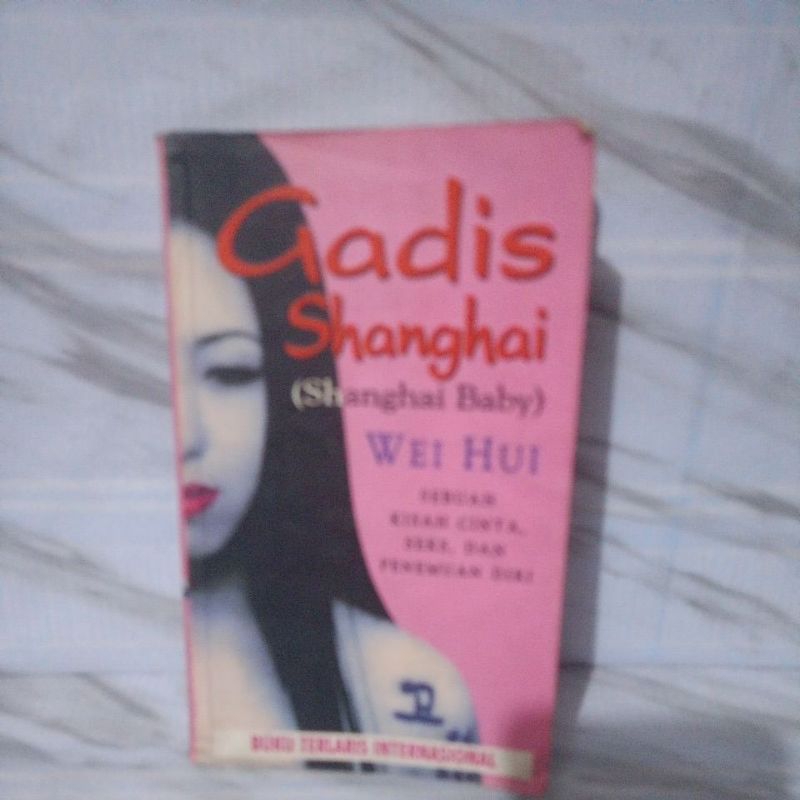 Gadis
Shanghai
(Shanghai Baby)
WEI HUI
SEBUAH
KISAH CINTA,
SEKS, DAN
PENEMUAN DIRI
BUKU TERLARIS INTERNASIONAL